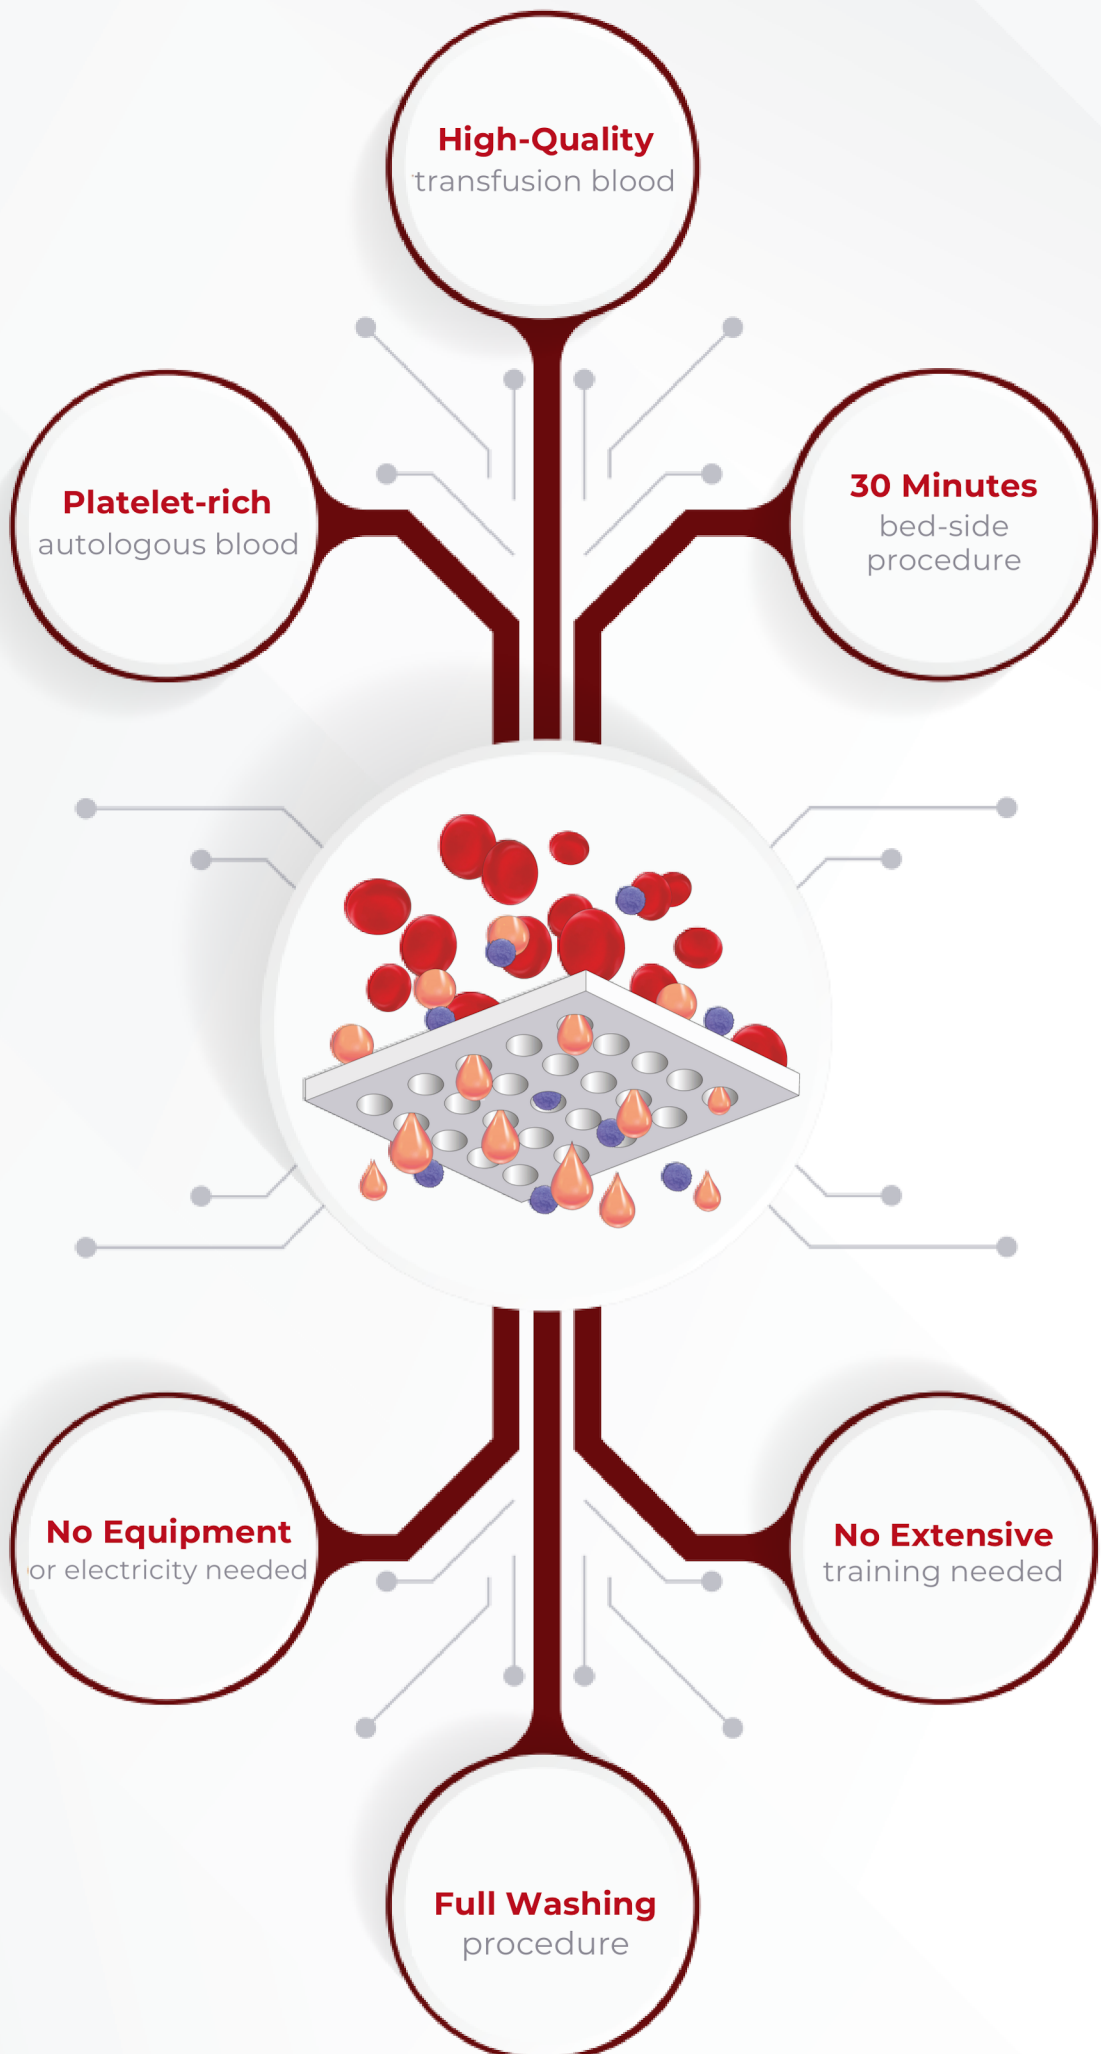 High-Quality
transfusion blood
Platelet-rich
autologous blood
30 Minutes
bed-side
procedure
No Equipment
or electricity needed
No Extensive
training needed
Full Washing
procedure